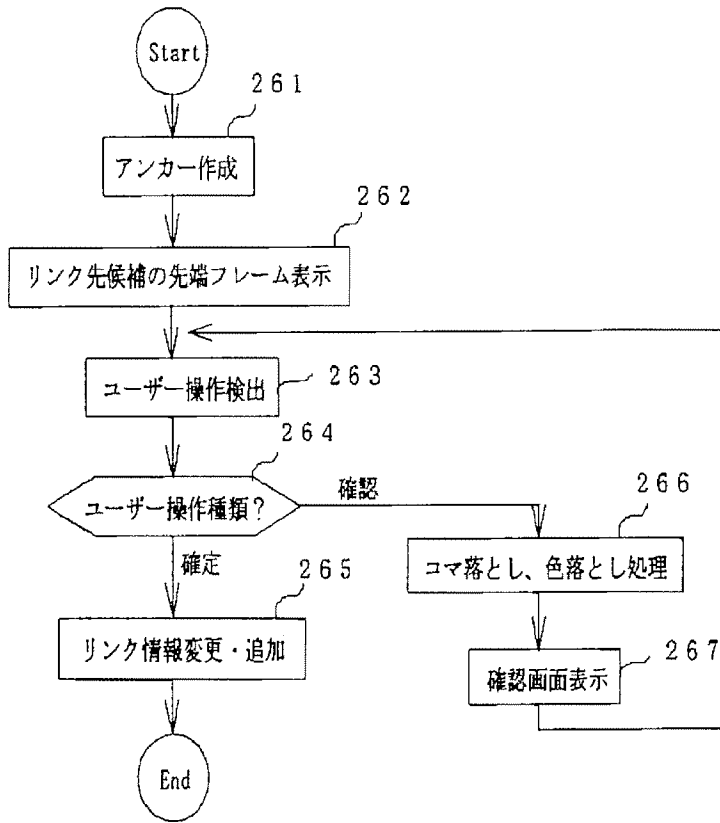 Start
261
アンカー作成
262
リンク先候補の先端フレーム表示
ユーザー操作検出
263
264
ユーザー操作種類?
確認
266
コマ落とし、色落とし処理
確定
265
リンク情報変更・追加
267
確認画面表示
End